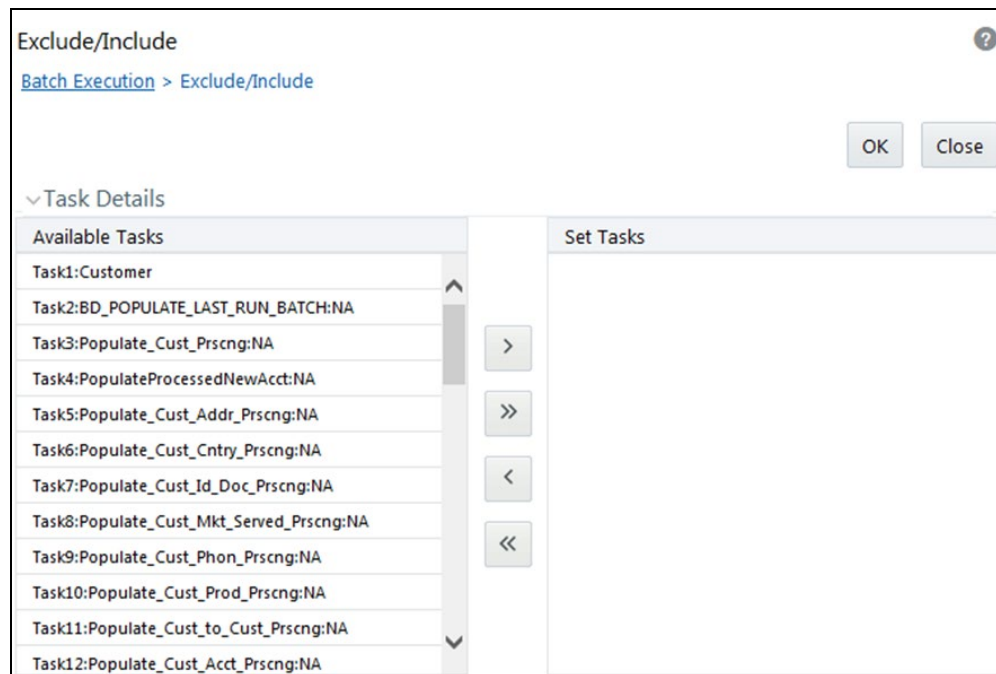 Exclude/Include
?
Batch Execution > Exclude/Include
OK Close
Task Details
Available Tasks
Set Tasks
Task1:Customer
Task2:BD_POPULATE_LAST_RUN_BATCH:NA
Task3:Populate_Cust_Prscng:NA
Task4:PopulateProcessedNewAcct:NA
Task5:Populate_Cust_Addr_Prscng:NA
Task6:Populate_Cust_Cntry_Prscng:NA
Task7:Populate_Cust_Id_Doc_Prscng:NA
Task8:Populate_Cust_Mkt_Served_Prscng:NA
Task9:Populate_Cust_Phon_Prscng:NA
Task10:Populate_Cust_Prod_Prscng:NA
Task11:Populate_Cust_to_Cust_Prscng:NA
Task12:Populate_Cust_Acct_Prscng:NA